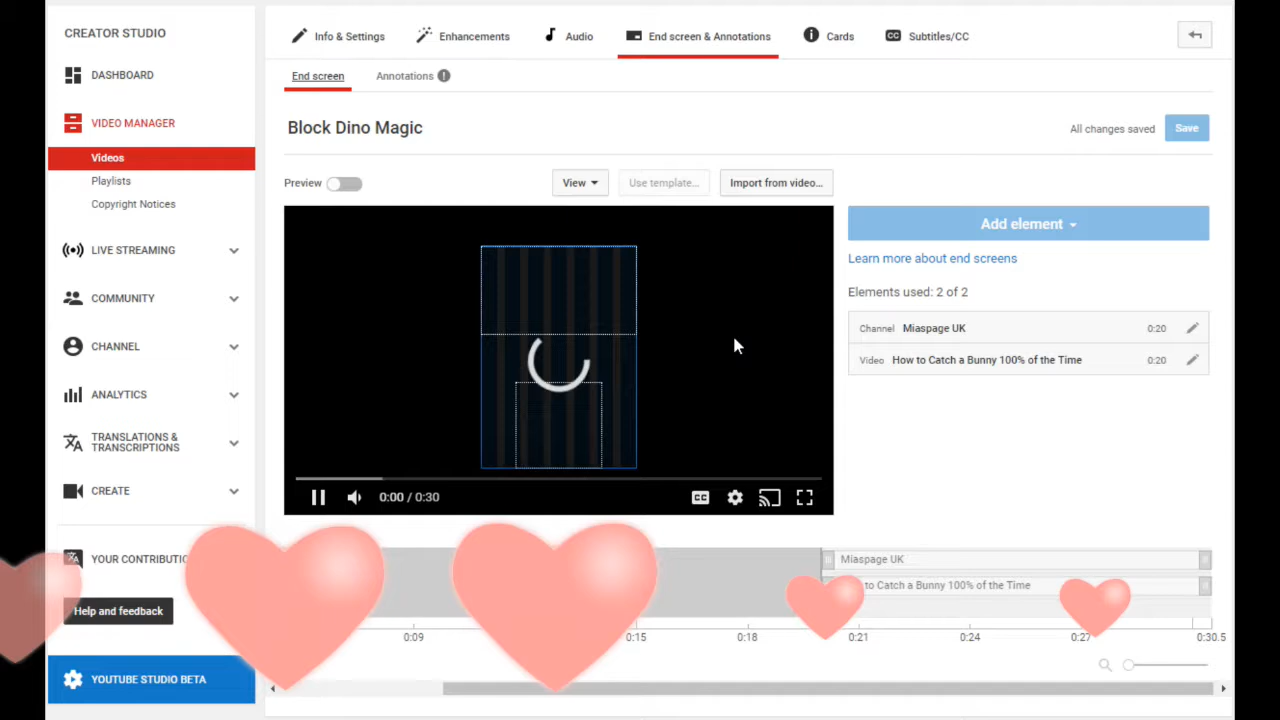 CREATOR STUDIO
Info & Settings
Enhancements
Audio
End screen & Annotations
Cards
CC Subtitles/CC
DASHBOARD
End screen
Annotations
VIDEO MANAGER
Block Dino Magic
All changes saved
Save
Videos
Playlists
Copyright Notices
Preview
View
Use template...
Import from video...
Add element
Learn more about end screens
Elements used: 2 of 2
Channel Miaspage UK 0:20
Video How to Catch a Bunny 100% of the Time 0:20
LIVE STREAMING
COMMUNITY
CHANNEL
ANALYTICS
TRANSLATIONS &
TRANSCRIPTIONS
CREATE
0:00 / 0:30
CC
YOUR CONTRIBUTIO
Help and feedback
YOUTUBE STUDIO BETA
Miaspage UK
to Catch a Bunny 100% of the Time
0:09
0:15
0:18
0:21
0:24
0:27
0:30.5